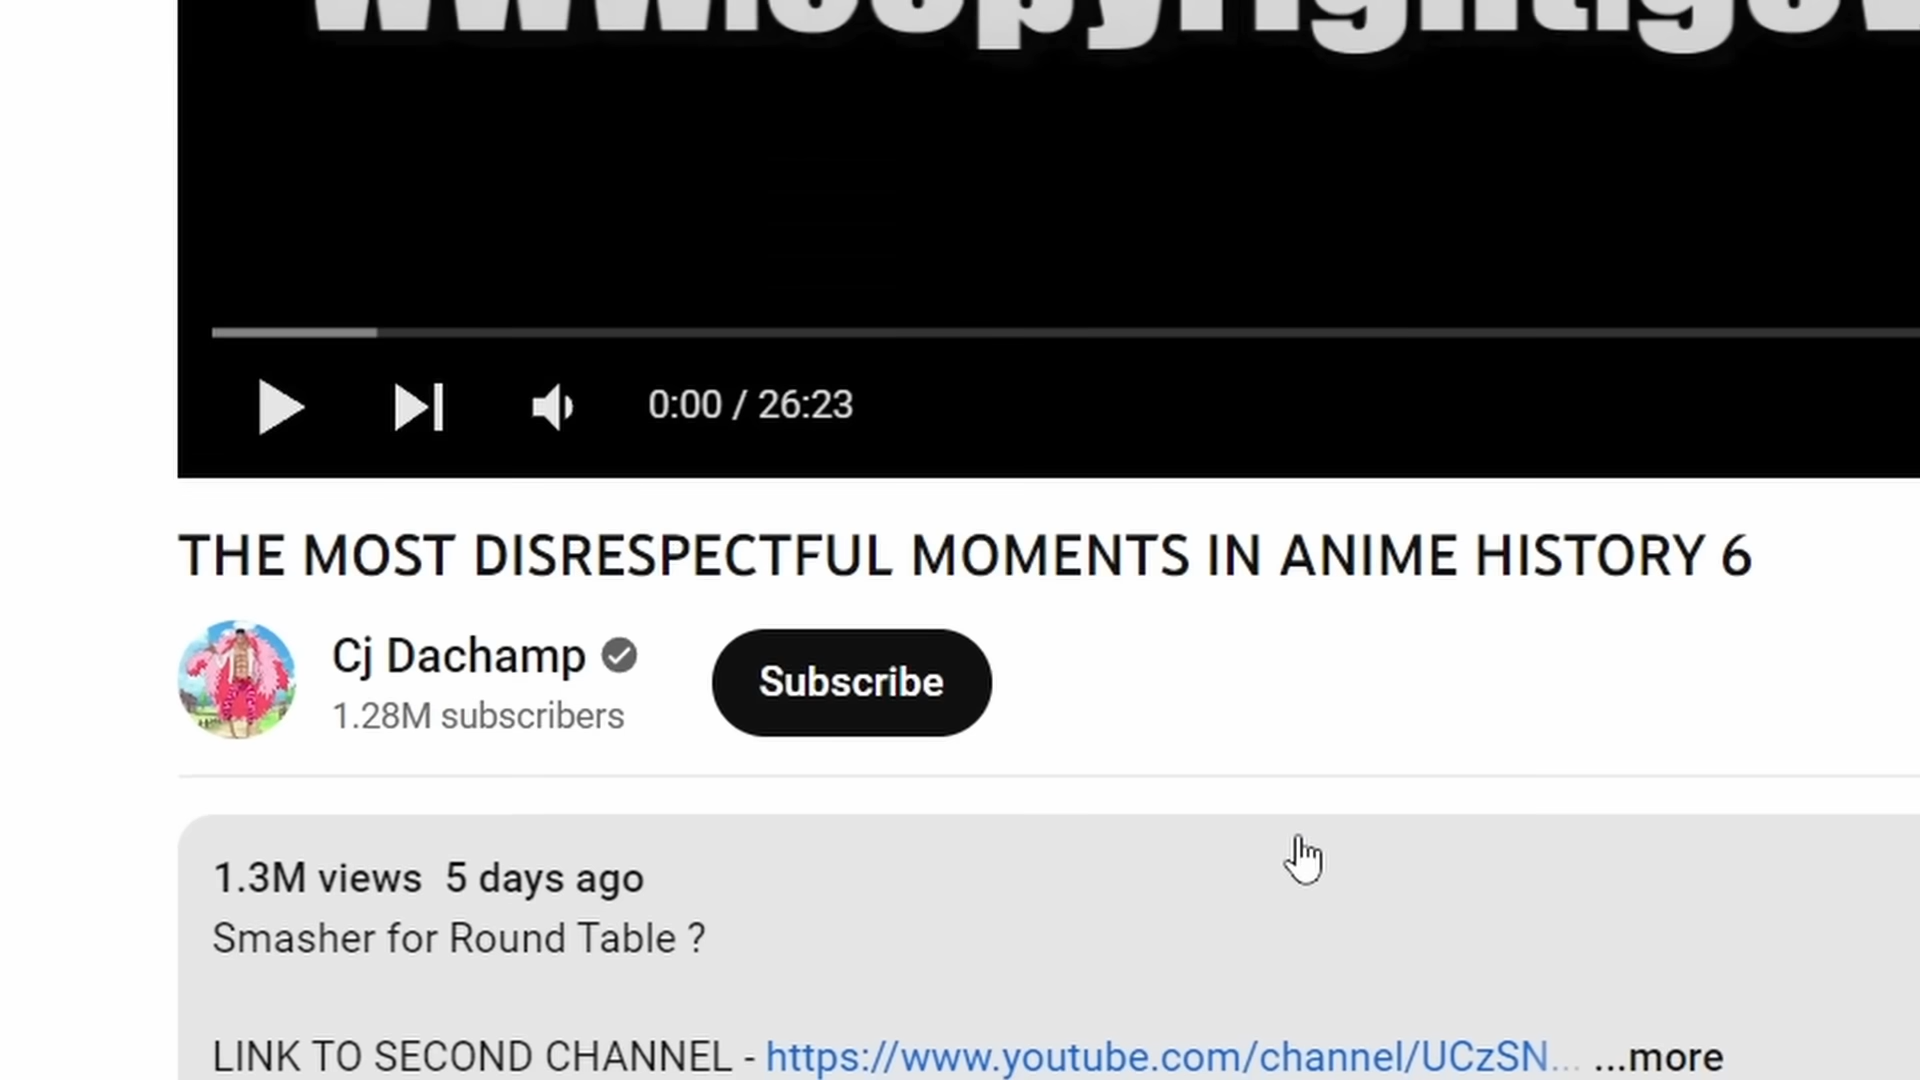 0:00 / 26:23
THE MOST DISRESPECTFUL MOMENTS IN ANIME HISTORY 6
Cj Dachamp
1.28M subscribers
Subscribe
1.3M views 5 days ago
Smasher for Round Table ?
LINK TO SECOND CHANNEL - https://www.youtube.com/channel/UCzSN... ...more